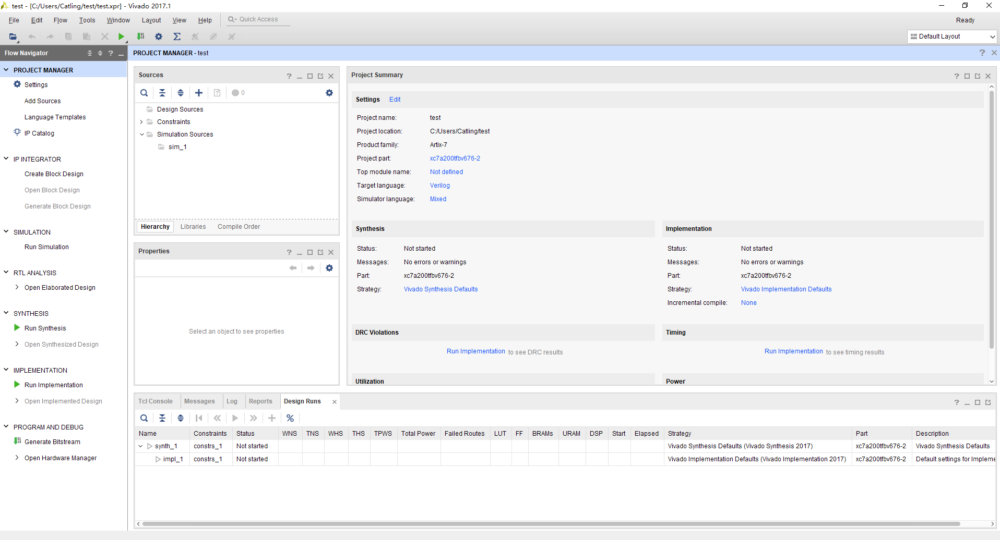 test - [C:/Users/Catling/test/test.xpr] - Vivado 2017.1
File Edit Flow Tools Window Layout View Help Quick Access Ready
Default Layout
Flow Navigator
PROJECT MANAGER
Settings
Add Sources
Language Templates
IP Catalog
IP INTEGRATOR
Create Block Design
Open Block Design
Generate Block Design
SIMULATION
Run Simulation
RTL ANALYSIS
Open Elaborated Design
SYNTHESIS
Run Synthesis
Open Synthesized Design
IMPLEMENTATION
Run Implementation
Open Implemented Design
PROGRAM AND DEBUG
Generate Bitstream
Open Hardware Manager
PROJECT MANAGER - test
Sources
0
Design Sources
Constraints
Simulation Sources
sim_1
Hierarchy Libraries Compile Order
Properties
Select an object to see properties
Project Summary
Settings Edit
Project name: test
Project location: C:/Users/Catling/test
Product family: Artix-7
Project part: xc7a200tfbv676-2
Top module name: Not defined
Target language: Verilog
Simulator language: Mixed
Synthesis
Status: Not started
Messages: No errors or warnings
Part: xc7a200tfbv676-2
Strategy: Vivado Synthesis Defaults
Implementation
Status: Not started
Messages: No errors or warnings
Part: xc7a200tfbv676-2
Strategy: Vivado Implementation Defaults
Incremental compile: None
DRC Violations
Run Implementation to see DRC results
Timing
Run Implementation to see timing results
Utilization
Power
Tcl Console Messages Log Reports Design Runs
Name Constraints Status WNS TNS WHS THS TPWS Total Power Failed Routes LUT FF BRAMs URAM DSP Start Elapsed Strategy Part Description
synth_1 constrs_1 Not started Vivado Synthesis Defaults (Vivado Synthesis 2017) xc7a200tfbv676-2 Vivado Synthesis Defaults
impl_1 constrs_1 Not started Vivado Implementation Defaults (Vivado Implementation 2017) xc7a200tfbv676-2 Default settings for Impleme